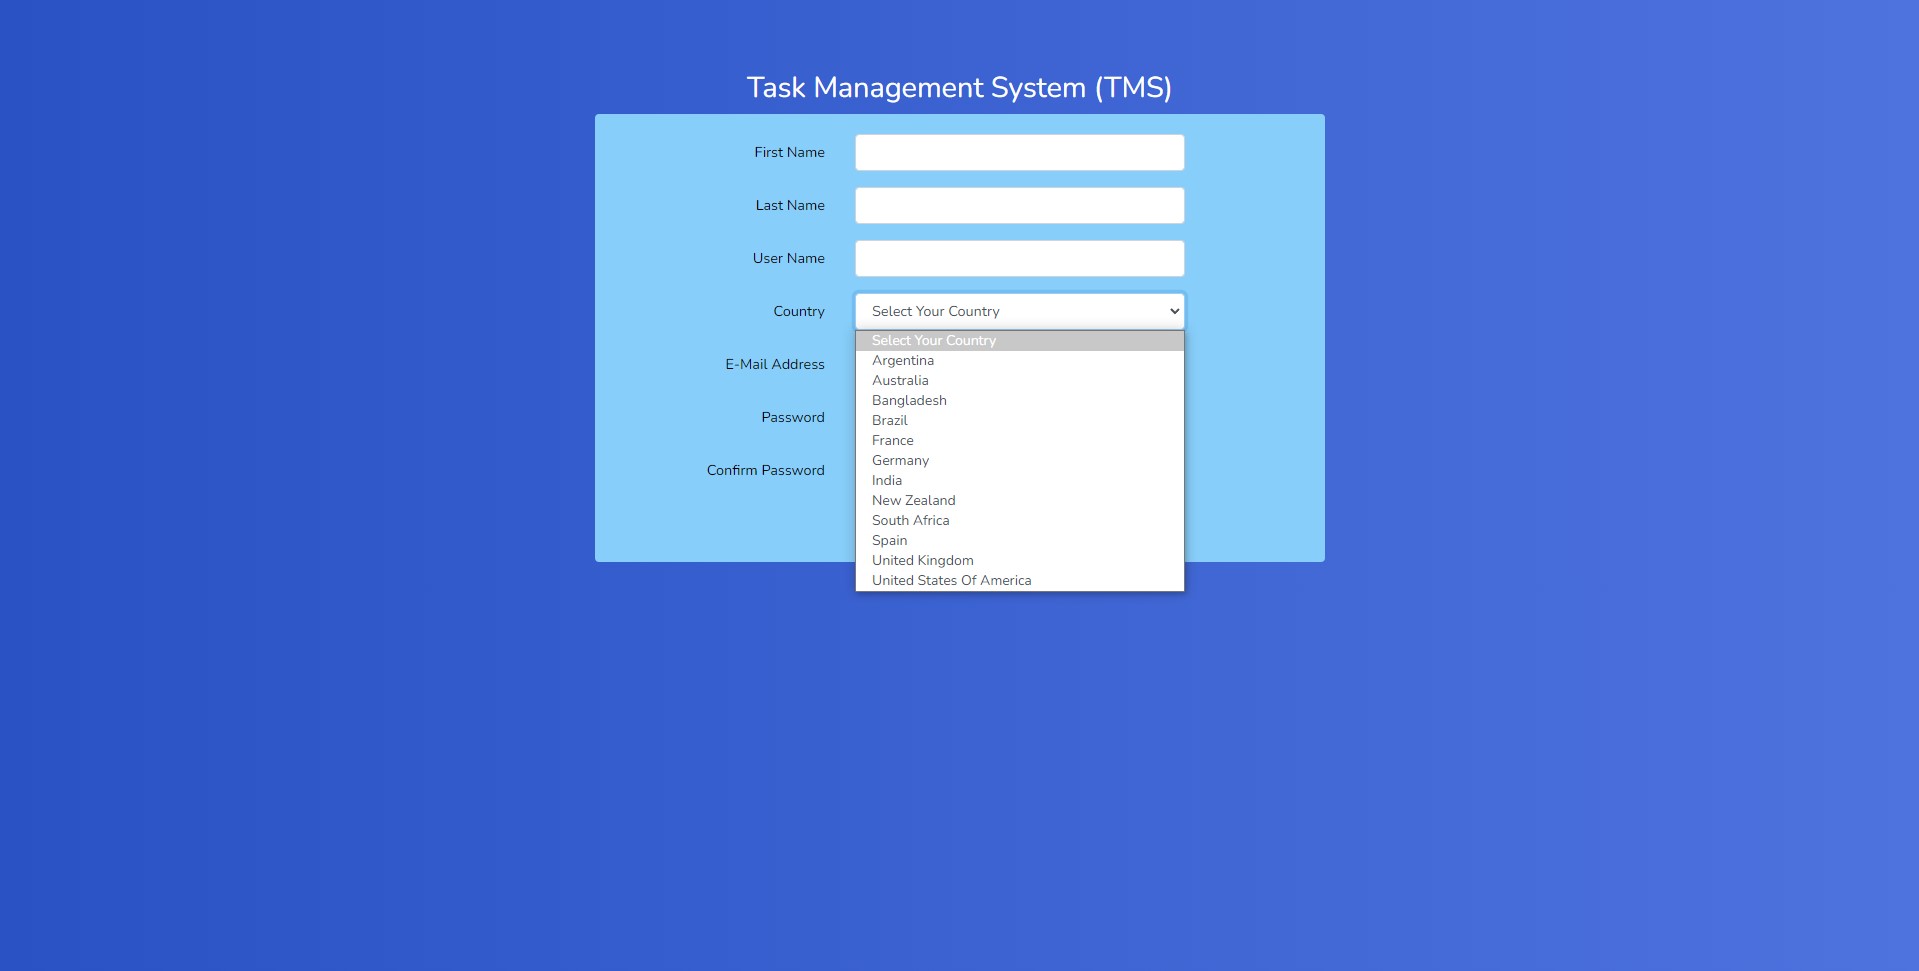 Task Management System (TMS)
First Name
Last Name
User Name
Country
Select Your Country
Select Your Country
Argentina
Australia
Bangladesh
Brazil
France
Germany
India
New Zealand
South Africa
Spain
United Kingdom
United States Of America
E-Mail Address
Password
Confirm Password